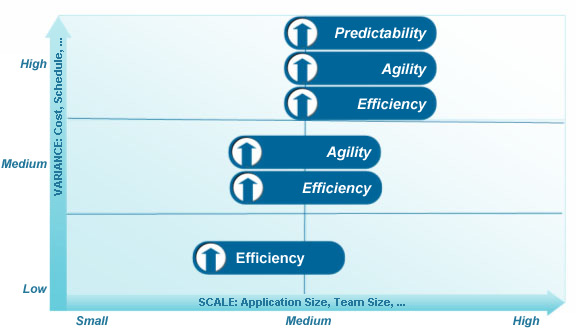 VARIANCE: Cost, Schedule, ...
High
Predictability
Agility
Efficiency
Medium
Agility
Efficiency
Efficiency
Low
SCALE: Application Size, Team Size, ...
Small
Medium
High